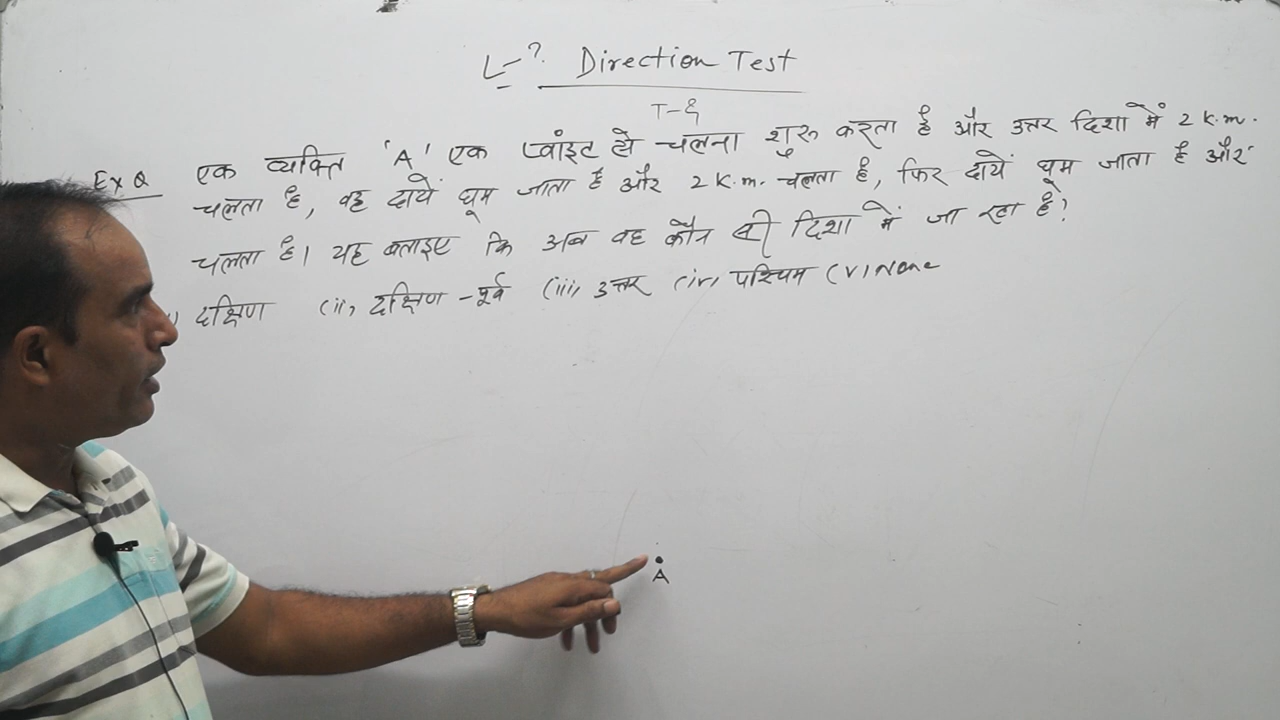 L-? Direction Test
T-8
Ex Q एक व्यक्ति 'A' एक प्वांइट से चलना शुरू करता है और उत्तर दिशा में 2 K.m.
चलता है, वह दायें घूम जाता है और 2 K.m. चलता है, फिर दायें घूम जाता है और
चलता है। यह बताइए कि अब वह कौन सी दिशा में जा रहा है?
) दक्षिण (ii) दक्षिण -पूर्व (iii) उत्तर (iv) पश्चिम (v) None
A